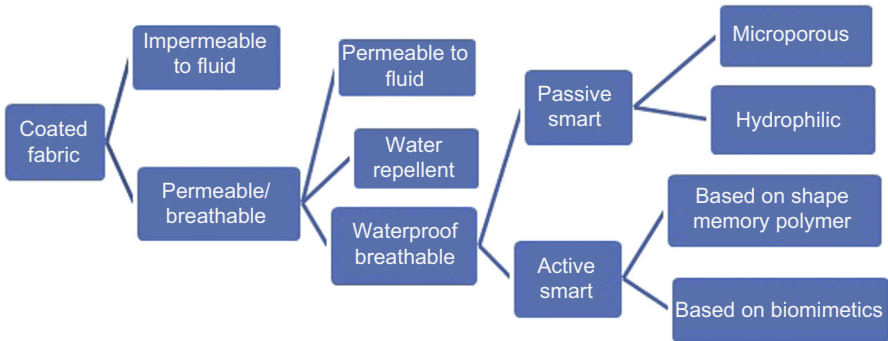 Coated
fabric
Impermeable
to fluid
Permeable/
breathable
Permeable to
fluid
Water
repellent
Waterproof
breathable
Passive
smart
Active
smart
Microporous
Hydrophilic
Based on shape
memory polymer
Based on biomimetics